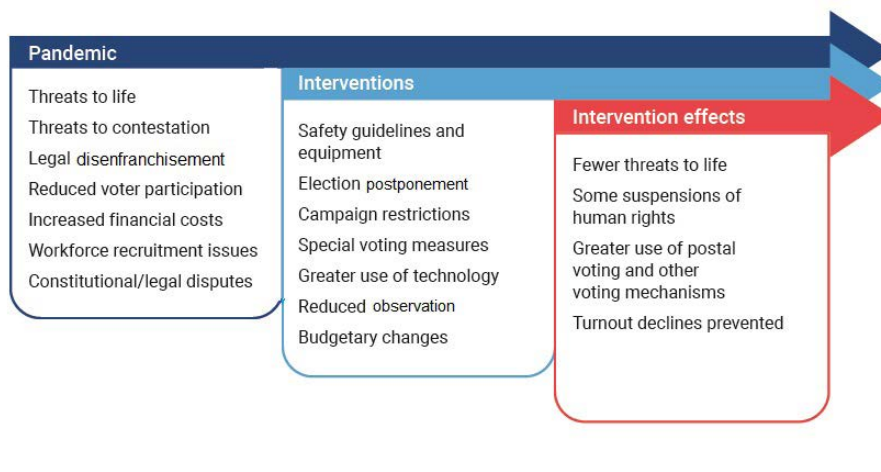 Pandemic
Threats to life
Threats to contestation
Legal disenfranchisement
Reduced voter participation
Increased financial costs
Workforce recruitment issues
Constitutional/legal disputes
Interventions
Safety guidelines and
equipment
Election postponement
Campaign restrictions
Special voting measures
Greater use of technology
Reduced observation
Budgetary changes
Intervention effects
Fewer threats to life
Some suspensions of
human rights
Greater use of postal
voting and other
voting mechanisms
Turnout declines prevented